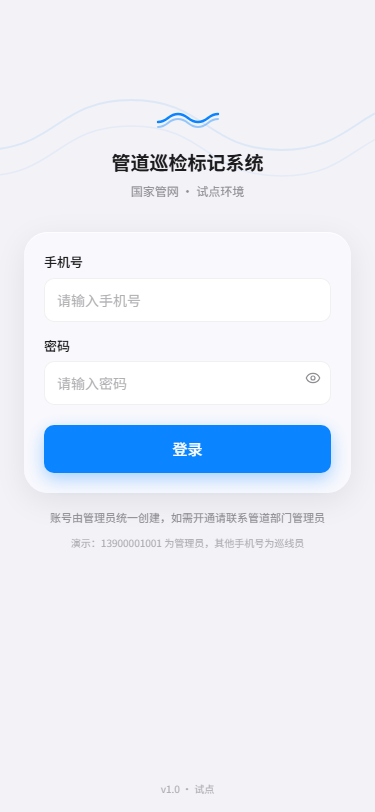 管道巡检标记系统
国家管网 · 试点环境
手机号
请输入手机号
密码
请输入密码
登录
账号由管理员统一创建，如需开通请联系管道部门管理员
演示：13900001001 为管理员，其他手机号为巡线员
v1.0 · 试点